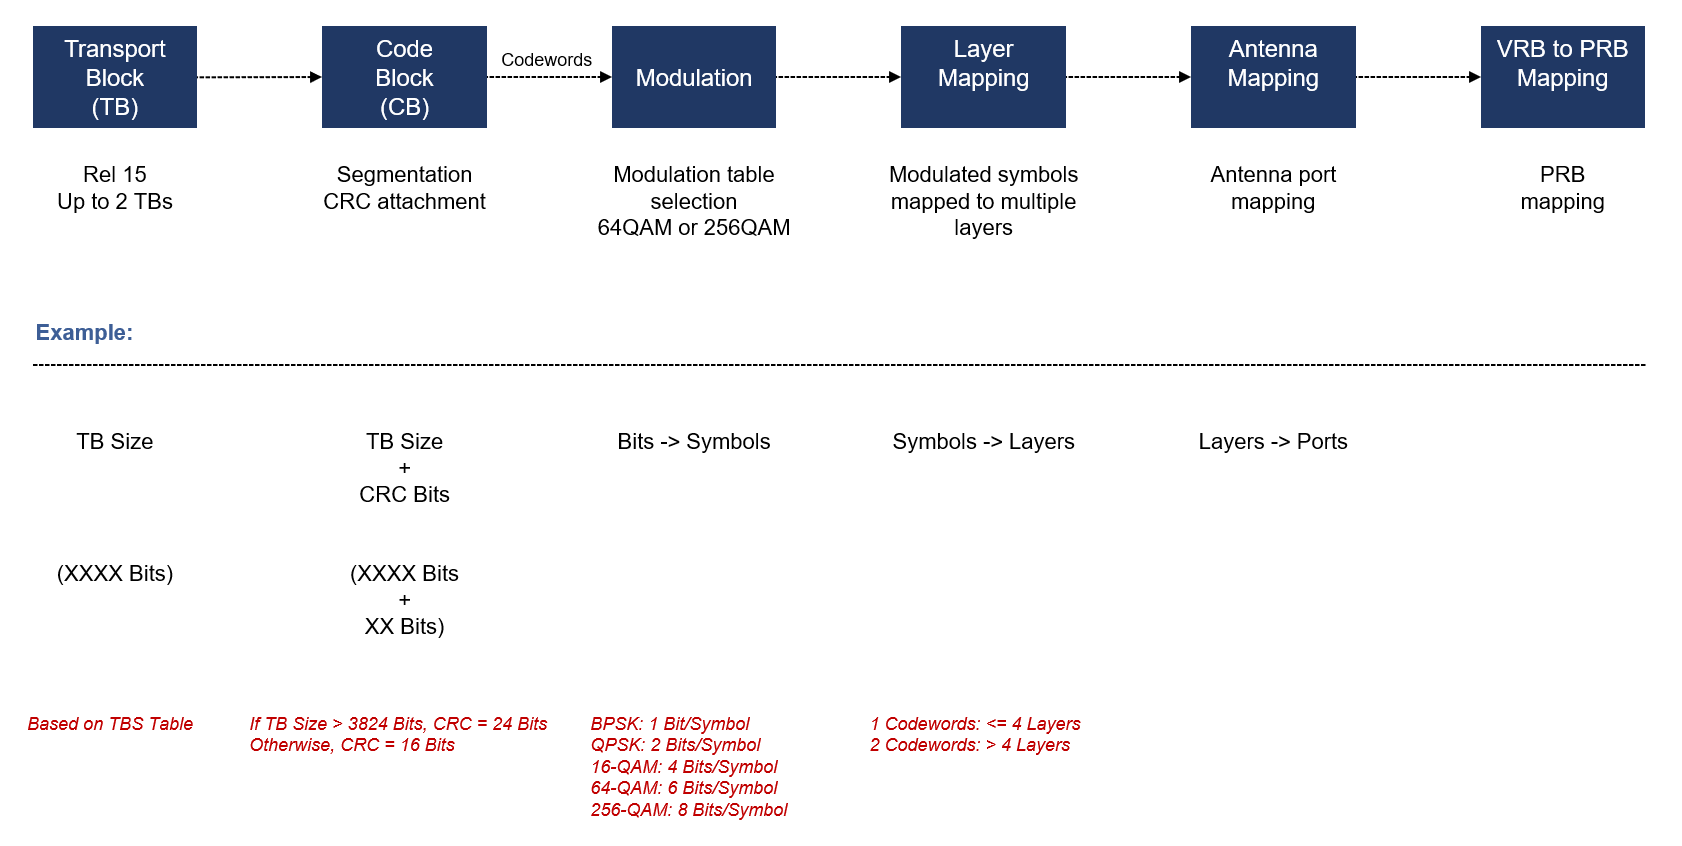 Transport
Block
(TB)
Code
Block
(CB)
Codewords
Modulation
Layer
Mapping
Antenna
Mapping
VRB to PRB
Mapping
Rel 15
Up to 2 TBs
Segmentation
CRC attachment
Modulation table
selection
64QAM or 256QAM
Modulated symbols
mapped to multiple
layers
Antenna port
mapping
PRB
mapping
Example:
TB Size
TB Size
+
CRC Bits
Bits -> Symbols
Symbols -> Layers
Layers -> Ports
(XXXX Bits)
(XXXX Bits
+
XX Bits)
Based on TBS Table
If TB Size > 3824 Bits, CRC = 24 Bits
Otherwise, CRC = 16 Bits
BPSK: 1 Bit/Symbol
QPSK: 2 Bits/Symbol
16-QAM: 4 Bits/Symbol
64-QAM: 6 Bits/Symbol
256-QAM: 8 Bits/Symbol
1 Codewords: <= 4 Layers
2 Codewords: > 4 Layers